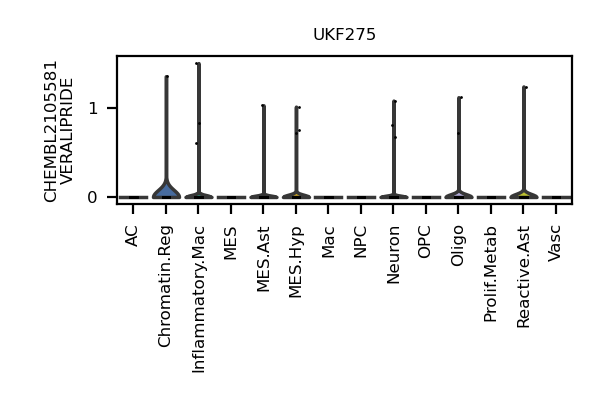 UKF275
CHEMBL2105581
VERALIPRIDE
1
0
AC
Chromatin.Reg
Inflammatory.Mac
MES
MES.Ast
MES.Hyp
Mac
NPC
Neuron
OPC
Oligo
Prolif.Metab
Reactive.Ast
Vasc